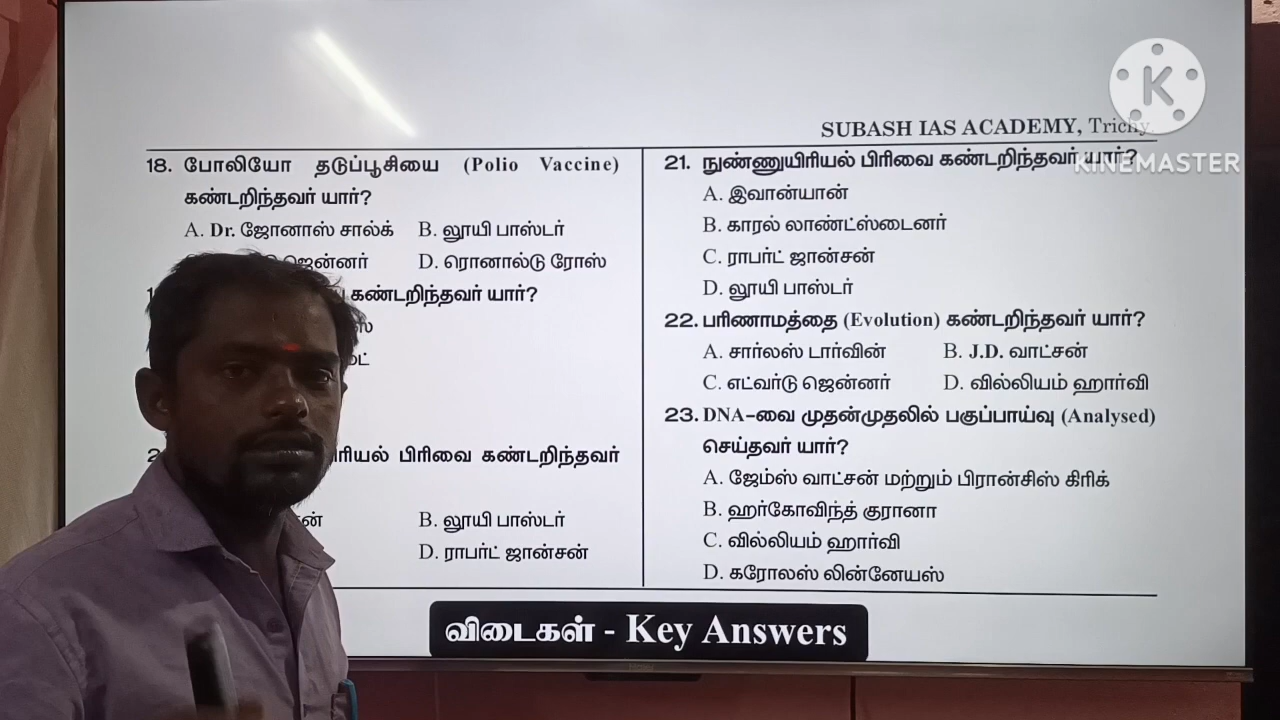 SUBASH IAS ACADEMY, Trichy.
KINEMASTER
18. போலியோ தடுப்பூசியை (Polio Vaccine)
கண்டறிந்தவர் யார்?
A. Dr. ஜோனாஸ் சால்க் B. லூயி பாஸ்டர்
ஜென்னர் D. ரொனால்டு ரோஸ்
கண்டறிந்தவர் யார்?
பிரிவை கண்டறிந்தவர்
B. லூயி பாஸ்டர்
D. ராபர்ட் ஜான்சன்
21. நுண்ணுயிரியல் பிரிவை கண்டறிந்தவர் யார்?
A. இவான்யான்
B. காரல் லாண்ட்ஸ்டைனர்
C. ராபர்ட் ஜான்சன்
D. லூயி பாஸ்டர்
22. பரிணாமத்தை (Evolution) கண்டறிந்தவர் யார்?
A. சார்லஸ் டார்வின் B. J.D. வாட்சன்
C. எட்வர்டு ஜென்னர் D. வில்லியம் ஹார்வி
23. DNA-வை முதன்முதலில் பகுப்பாய்வு (Analysed)
செய்தவர் யார்?
A. ஜேம்ஸ் வாட்சன் மற்றும் பிரான்சிஸ் கிரிக்
B. ஹர்கோவிந்த் குரானா
C. வில்லியம் ஹார்வி
D. கரோலஸ் லின்னேயஸ்
விடைகள் - Key Answers